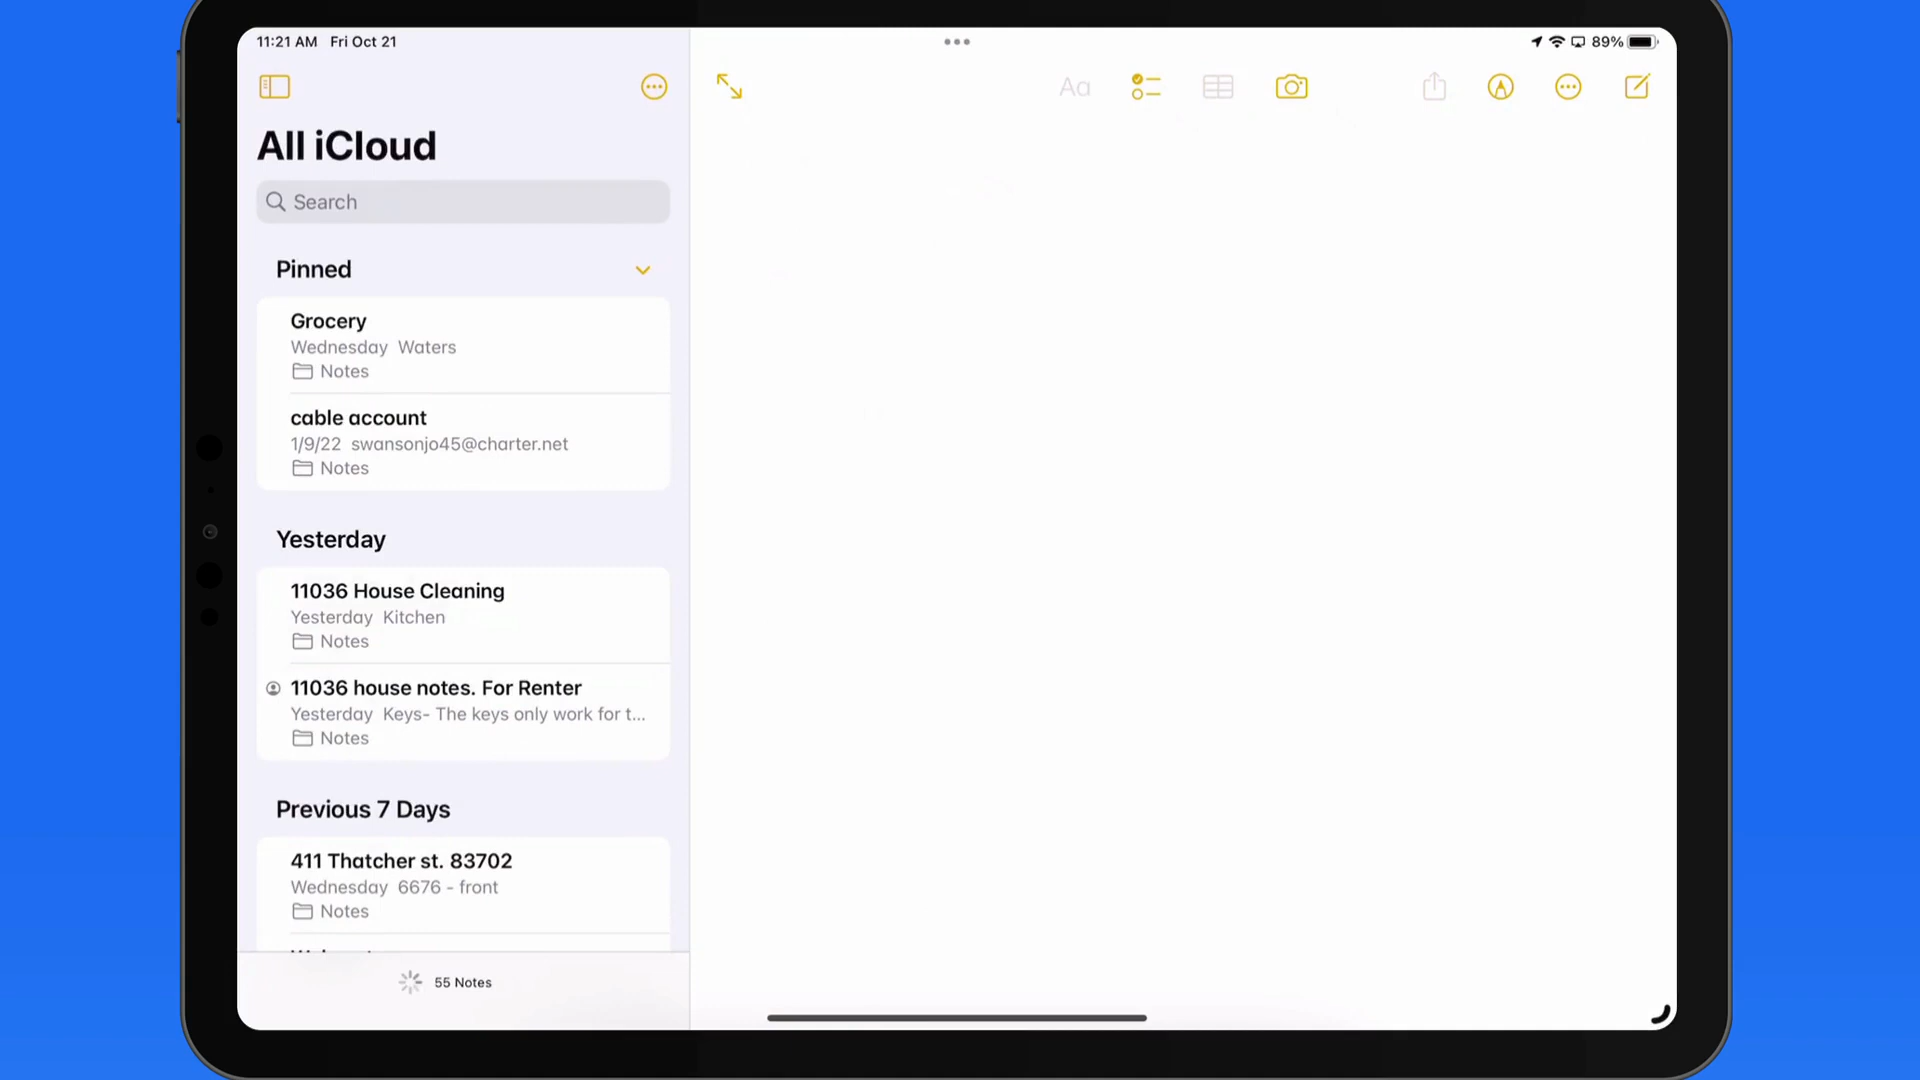 11:21 AM Fri Oct 21
89%
Aa
All iCloud
Search
Pinned
Grocery
Wednesday Waters
Notes
cable account
1/9/22 swansonjo45@charter.net
Notes
Yesterday
11036 House Cleaning
Yesterday Kitchen
Notes
11036 house notes. For Renter
Yesterday Keys- The keys only work for t...
Notes
Previous 7 Days
411 Thatcher st. 83702
Wednesday 6676 - front
Notes
55 Notes